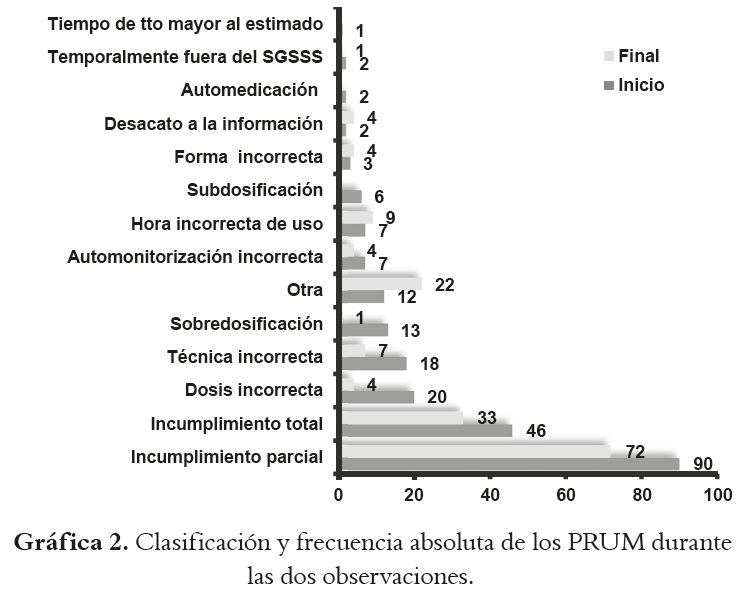 Tiempo de tto mayor al estimado 1
Temporalmente fuera del SGSSS 1
2
Automedicación 2
Desacato a la información 4
2
Forma incorrecta 4
3
Subdosificación 6
Hora incorrecta de uso 9
7
Automonitorización incorrecta 4
7
Otra 22
12
Sobredosificación 1
13
Técnica incorrecta 7
18
Dosis incorrecta 4
20
Incumplimiento total 33
46
Incumplimiento parcial 72
90
0 20 40 60 80 100
Final
Inicio
Gráfica 2. Clasificación y frecuencia absoluta de los PRUM durante
las dos observaciones.